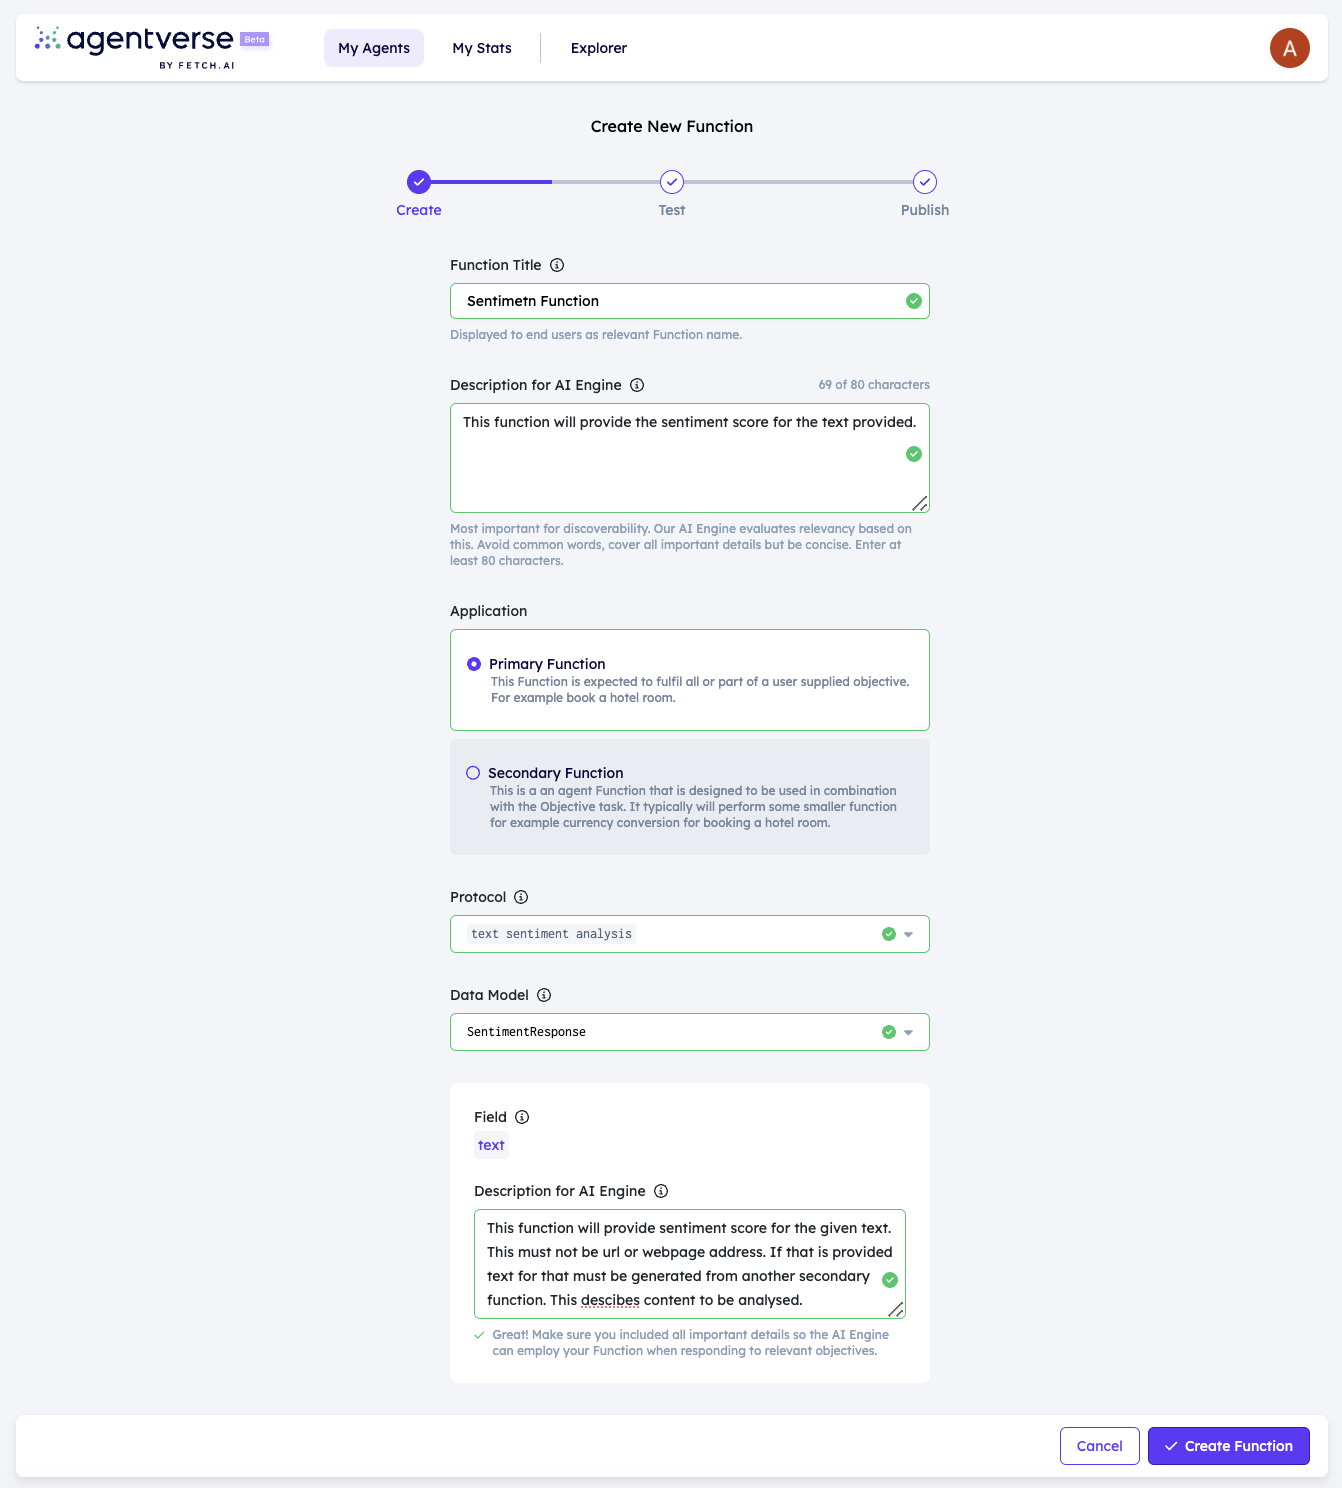 agentverse Beta
BY FETCH.AI
My Agents
My Stats
Explorer
A
Create New Function
Create
Test
Publish
Function Title
Sentimetn Function
Displayed to end users as relevant Function name.
Description for AI Engine
69 of 80 characters
This function will provide the sentiment score for the text provided.
Most important for discoverability. Our AI Engine evaluates relevancy based on
this. Avoid common words, cover all important details but be concise. Enter at
least 80 characters.
Application
Primary Function
This Function is expected to fulfil all or part of a user supplied objective.
For example book a hotel room.
Secondary Function
This is a an agent Function that is designed to be used in combination
with the Objective task. It typically will perform some smaller function
for example currency conversion for booking a hotel room.
Protocol
text sentiment analysis
Data Model
SentimentResponse
Field
text
Description for AI Engine
This function will provide sentiment score for the given text.
This must not be url or webpage address. If that is provided
text for that must be generated from another secondary
function. This descibes content to be analysed.
Great! Make sure you included all important details so the AI Engine
can employ your Function when responding to relevant objectives.
Cancel
Create Function